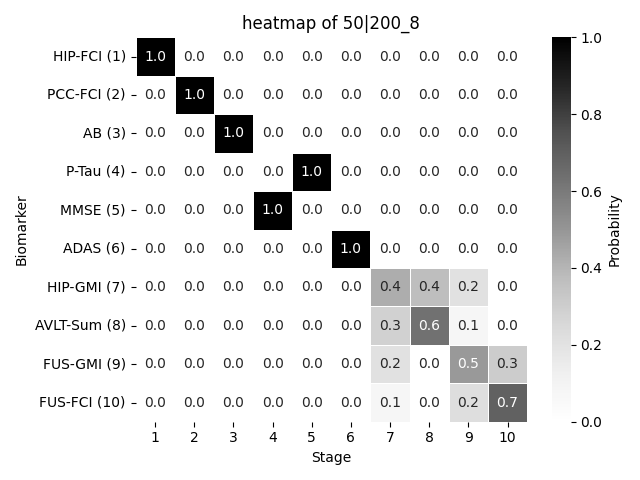 heatmap of 50|200_8
HIP-FCI (1) 1.0 0.0 0.0 0.0 0.0 0.0 0.0 0.0 0.0 0.0
PCC-FCI (2) 0.0 1.0 0.0 0.0 0.0 0.0 0.0 0.0 0.0 0.0
AB (3) 0.0 0.0 1.0 0.0 0.0 0.0 0.0 0.0 0.0 0.0
P-Tau (4) 0.0 0.0 0.0 0.0 1.0 0.0 0.0 0.0 0.0 0.0
MMSE (5) 0.0 0.0 0.0 1.0 0.0 0.0 0.0 0.0 0.0 0.0
ADAS (6) 0.0 0.0 0.0 0.0 0.0 1.0 0.0 0.0 0.0 0.0
HIP-GMI (7) 0.0 0.0 0.0 0.0 0.0 0.0 0.4 0.4 0.2 0.0
AVLT-Sum (8) 0.0 0.0 0.0 0.0 0.0 0.0 0.3 0.6 0.1 0.0
FUS-GMI (9) 0.0 0.0 0.0 0.0 0.0 0.0 0.2 0.0 0.5 0.3
FUS-FCI (10) 0.0 0.0 0.0 0.0 0.0 0.0 0.1 0.0 0.2 0.7
1 2 3 4 5 6 7 8 9 10
Stage
Biomarker
1.0
0.8
0.6
0.4
0.2
0.0
Probability